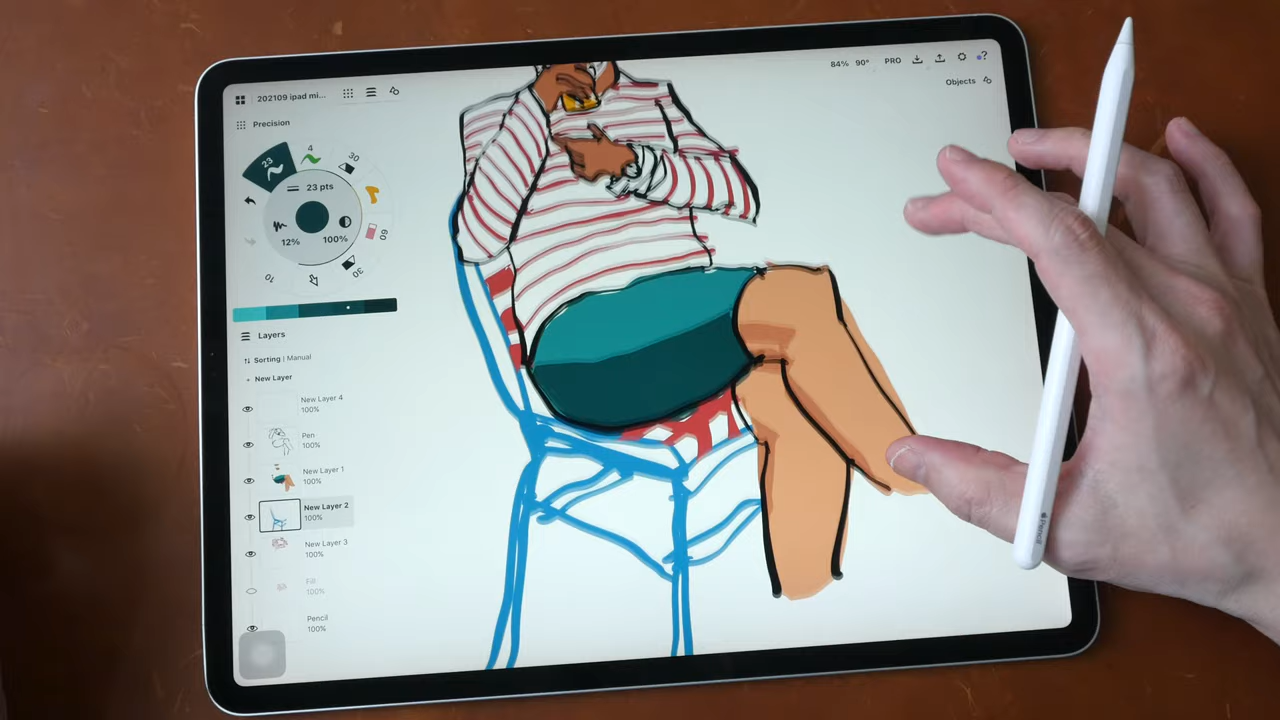 202109 ipad mi...
84% 90° PRO ?
Objects
Precision
23
4
30
60
30
70
23 pts
12% 100%
Layers
Sorting | Manual
+ New Layer
New Layer 4
100%
Pen
100%
New Layer 1
100%
New Layer 2
100%
New Layer 3
100%
Fill
100%
Pencil
100%
Pencil